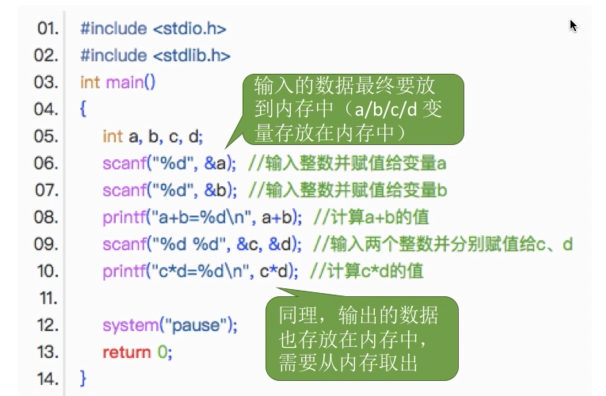 01. #include <stdio.h>
02. #include <stdlib.h>
03. int main()
04. {
输入的数据最终要放
到内存中（a/b/c/d 变
量存放在内存中）
05. int a, b, c, d;
06. scanf("%d", &a); //输入整数并赋值给变量a
07. scanf("%d", &b); //输入整数并赋值给变量b
08. printf("a+b=%d\n", a+b); //计算a+b的值
09. scanf("%d %d", &c, &d); //输入两个整数并分别赋值给c、d
10. printf("c*d=%d\n", c*d); //计算c*d的值
11.
同理，输出的数据
也存放在内存中，
需要从内存取出
12. system("pause");
13. return 0;
14. }